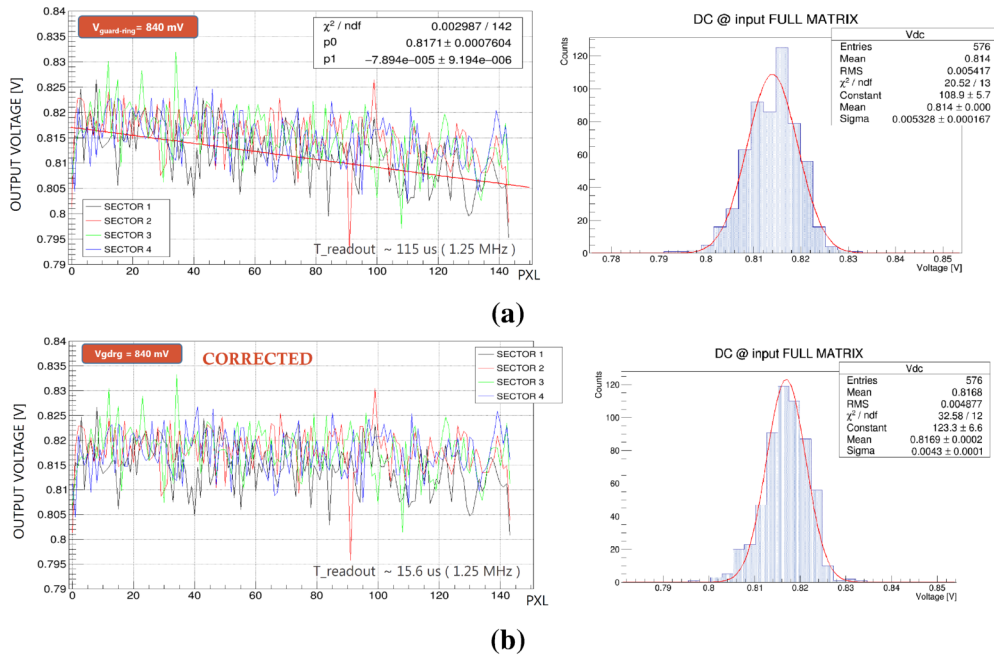 V_guard-ring = 840 mV
χ² / ndf 0.002987 / 142
p0 0.8171 ± 0.0007604
p1 −7.894e−005 ± 9.194e−006
OUTPUT VOLTAGE [V]
0.84
0.835
0.83
0.825
0.82
0.815
0.81
0.805
0.8
0.795
0.79
SECTOR 1
SECTOR 2
SECTOR 3
SECTOR 4
T_readout ~ 115 us ( 1.25 MHz )
0 20 40 60 80 100 120 140
PXL
DC @ input FULL MATRIX
Counts
120
100
80
60
40
20
0
Vdc
Entries 576
Mean 0.814
RMS 0.005417
χ² / ndf 20.52 / 13
Constant 108.9 ± 5.7
Mean 0.814 ± 0.000
Sigma 0.005328 ± 0.000167
0.78 0.79 0.8 0.81 0.82 0.83 0.84 0.85
Voltage [V]
(a)
Vgdrg = 840 mV
CORRECTED
OUTPUT VOLTAGE [V]
0.84
0.835
0.83
0.825
0.82
0.815
0.81
0.805
0.8
0.795
0.79
SECTOR 1
SECTOR 2
SECTOR 3
SECTOR 4
T_readout ~ 15.6 us ( 1.25 MHz )
0 20 40 60 80 100 120 140
PXL
DC @ input FULL MATRIX
Counts
120
100
80
60
40
20
0
Vdc
Entries 576
Mean 0.8168
RMS 0.004877
χ² / ndf 32.58 / 12
Constant 123.3 ± 6.6
Mean 0.8169 ± 0.0002
Sigma 0.0043 ± 0.0001
0.79 0.8 0.81 0.82 0.83 0.84 0.85
Voltage [V]
(b)